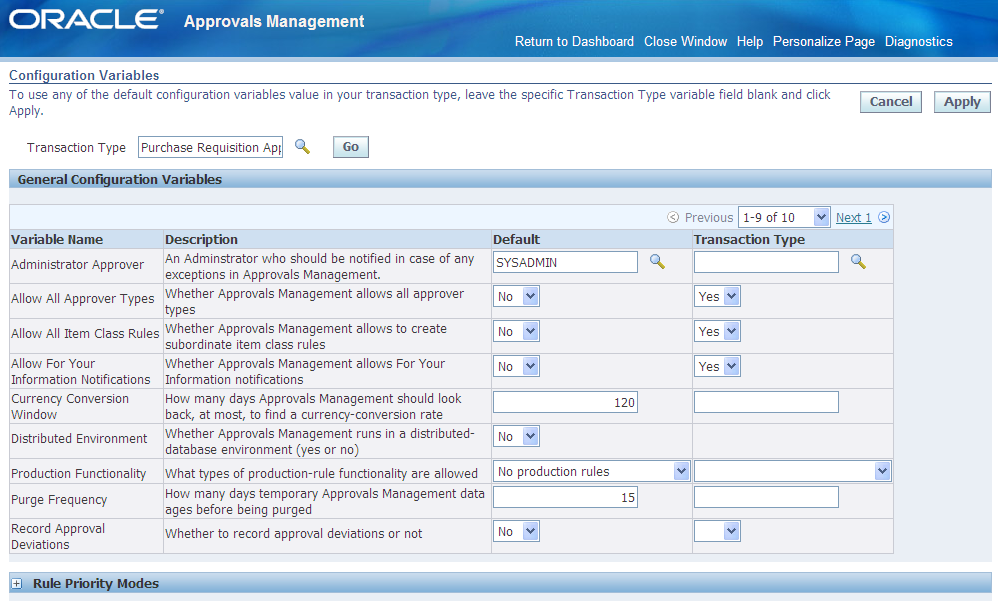 ORACLE® Approvals Management
Return to Dashboard Close Window Help Personalize Page Diagnostics
Configuration Variables
To use any of the default configuration variables value in your transaction type, leave the specific Transaction Type variable field blank and click
Apply.
Cancel Apply
Transaction Type Purchase Requisition App Go
General Configuration Variables
Previous 1-9 of 10 Next 1
Variable Name Description Default Transaction Type
Administrator Approver
An Adminstrator who should be notified in case of any
exceptions in Approvals Management.
SYSADMIN
Allow All Approver Types
Whether Approvals Management allows all approver
types
No Yes
Allow All Item Class Rules
Whether Approvals Management allows to create
subordinate item class rules
No Yes
Allow For Your
Information Notifications
Whether Approvals Management allows For Your
Information notifications
No Yes
Currency Conversion
Window
How many days Approvals Management should look
back, at most, to find a currency-conversion rate
120
Distributed Environment
Whether Approvals Management runs in a distributed-
database environment (yes or no)
No
Production Functionality What types of production-rule functionality are allowed No production rules
Purge Frequency
How many days temporary Approvals Management data
ages before being purged
15
Record Approval
Deviations
Whether to record approval deviations or not No
Rule Priority Modes